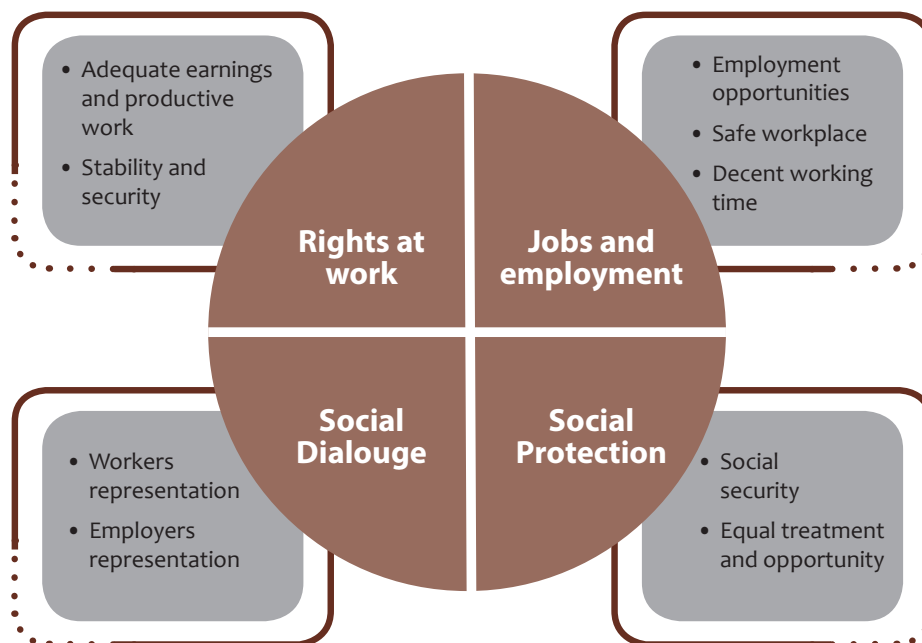 • Adequate earnings
and productive
work
• Stability and
security
• Employment
opportunities
• Safe workplace
• Decent working
time
Rights at
work
Jobs and
employment
Social
Dialouge
Social
Protection
• Workers
representation
• Employers
representation
• Social
security
• Equal treatment
and opportunity